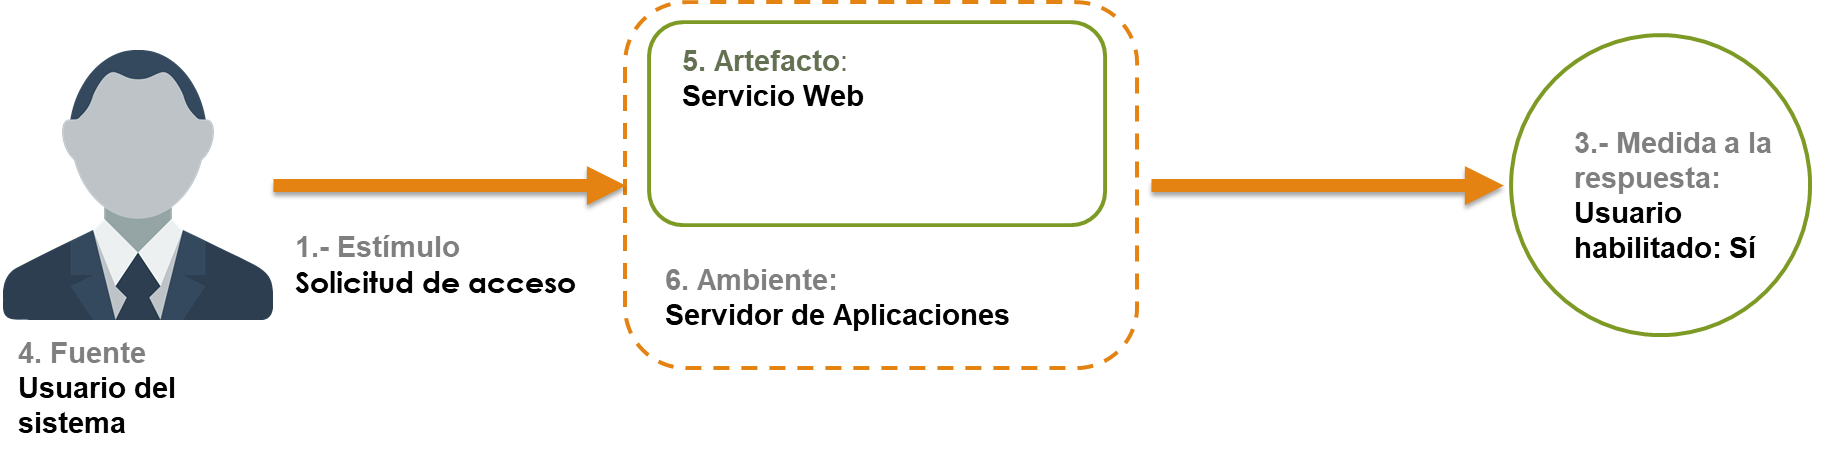 4. Fuente
Usuario del
sistema
1.- Estímulo
Solicitud de acceso
5. Artefacto:
Servicio Web
6. Ambiente:
Servidor de Aplicaciones
3.- Medida a la
respuesta:
Usuario
habilitado: Sí